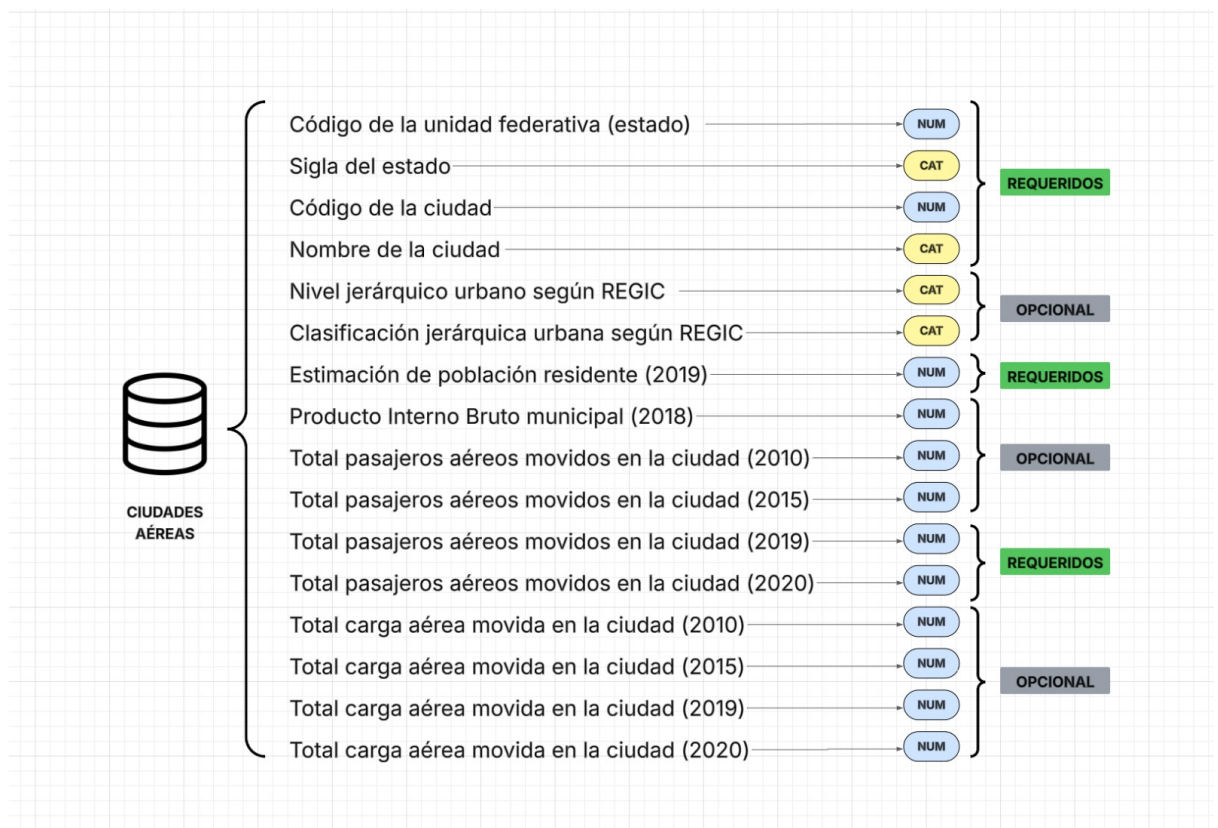 Código de la unidad federativa (estado) NUM
Sigla del estado CAT
REQUERIDOS
Código de la ciudad NUM
Nombre de la ciudad CAT
Nivel jerárquico urbano según REGIC CAT
OPCIONAL
Clasificación jerárquica urbana según REGIC CAT
Estimación de población residente (2019) NUM
REQUERIDOS
Producto Interno Bruto municipal (2018) NUM
Total pasajeros aéreos movidos en la ciudad (2010) NUM
OPCIONAL
Total pasajeros aéreos movidos en la ciudad (2015) NUM
CIUDADES
AÉREAS
Total pasajeros aéreos movidos en la ciudad (2019) NUM
REQUERIDOS
Total pasajeros aéreos movidos en la ciudad (2020) NUM
Total carga aérea movida en la ciudad (2010) NUM
Total carga aérea movida en la ciudad (2015) NUM
OPCIONAL
Total carga aérea movida en la ciudad (2019) NUM
Total carga aérea movida en la ciudad (2020) NUM